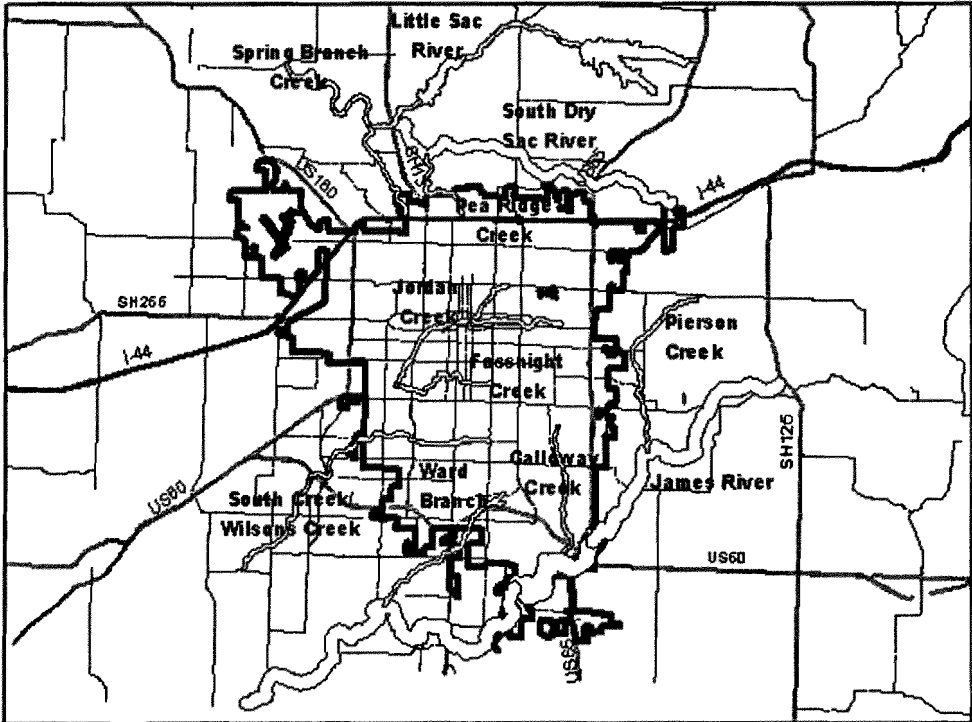 Little Sac
River
Spring Branch
Creek
South Dry
Sac River
SH13
US160
I-44
Pea Ridge
Creek
Jordan
Creek
SH266
Pierson
Creek
I-44
Fassnight
Creek
SH125
Galloway
Creek
Ward
Branch
James River
US60
South Creek/
Wilsons Creek
US60
US65